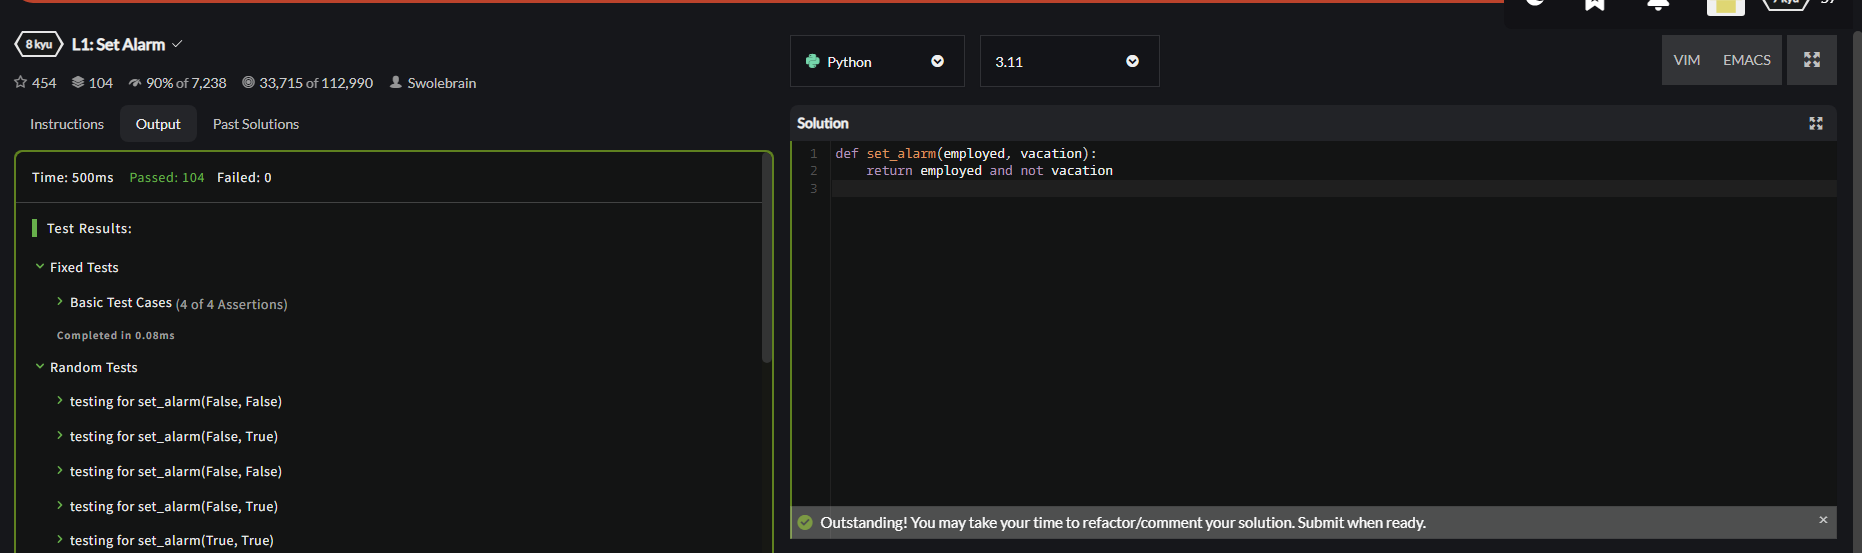 8 kyu L1: Set Alarm
454 104 90% of 7,238 33,715 of 112,990 Swolebrain
Instructions Output Past Solutions
Time: 500ms Passed: 104 Failed: 0
Test Results:
Fixed Tests
Basic Test Cases (4 of 4 Assertions)
Completed in 0.08ms
Random Tests
testing for set_alarm(False, False)
testing for set_alarm(False, True)
testing for set_alarm(False, False)
testing for set_alarm(False, True)
testing for set_alarm(True, True)
Python 3.11 VIM EMACS
Solution
1 def set_alarm(employed, vacation):
2 return employed and not vacation
3
Outstanding! You may take your time to refactor/comment your solution. Submit when ready.